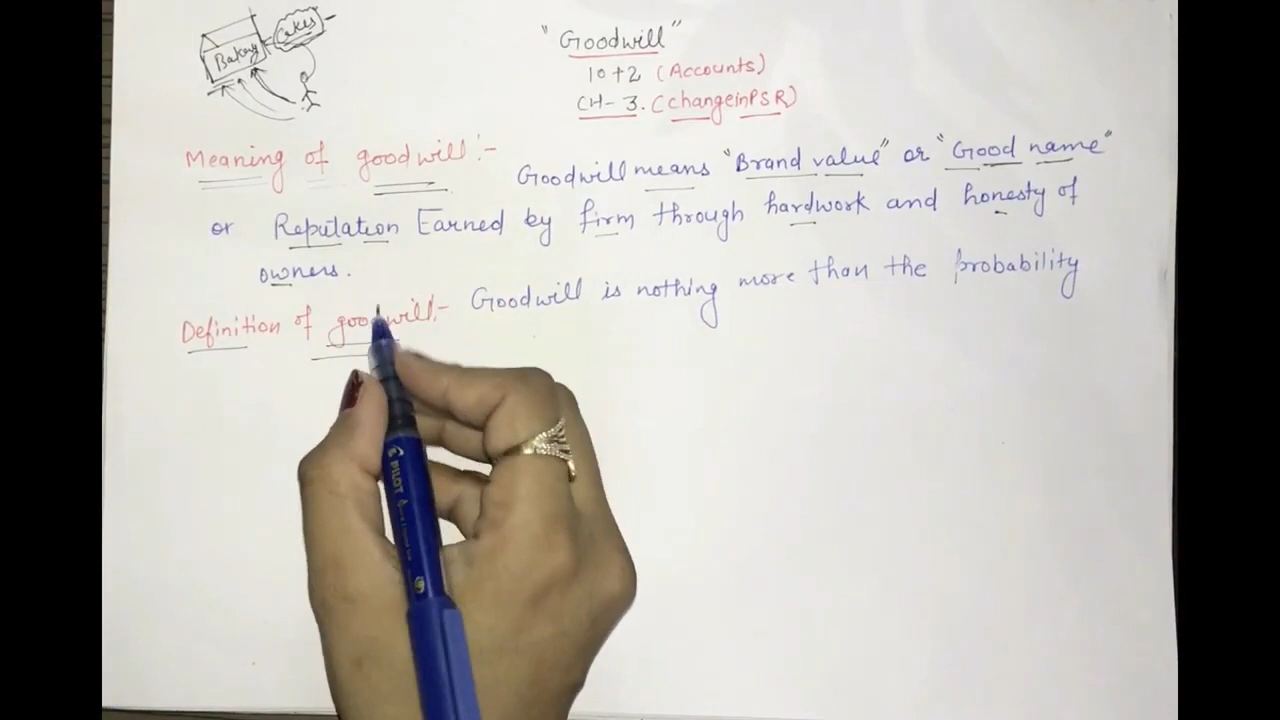 Bakery
Cakes
"Goodwill"
10+2 (Accounts)
CH-3. (change in PSR)
Meaning of goodwill:- Goodwill means "Brand value" or "Good name"
or Reputation Earned by firm through hardwork and honesty of
owners.
Definition of goodwill:- Goodwill is nothing more than the probability
PILOT